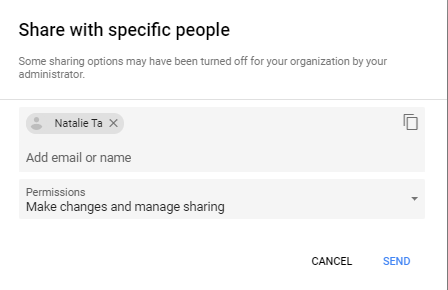 Share with specific people
Some sharing options may have been turned off for your organization by your
administrator.
Natalie Ta
Add email or name
Permissions
Make changes and manage sharing
CANCEL SEND